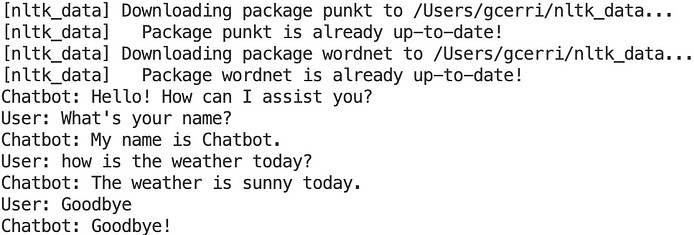 [nltk_data] Downloading package punkt to /Users/gcerri/nltk_data...
[nltk_data]   Package punkt is already up-to-date!
[nltk_data] Downloading package wordnet to /Users/gcerri/nltk_data...
[nltk_data]   Package wordnet is already up-to-date!
Chatbot: Hello! How can I assist you?
User: What's your name?
Chatbot: My name is Chatbot.
User: how is the weather today?
Chatbot: The weather is sunny today.
User: Goodbye
Chatbot: Goodbye!